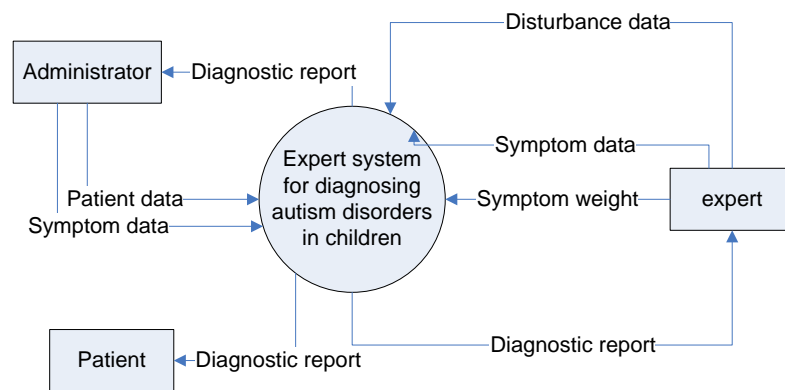 Disturbance data
Administrator
Diagnostic report
Expert system
for diagnosing
autism disorders
in children
Symptom data
Patient data
Symptom weight
expert
Symptom data
Diagnostic report
Patient
Diagnostic report